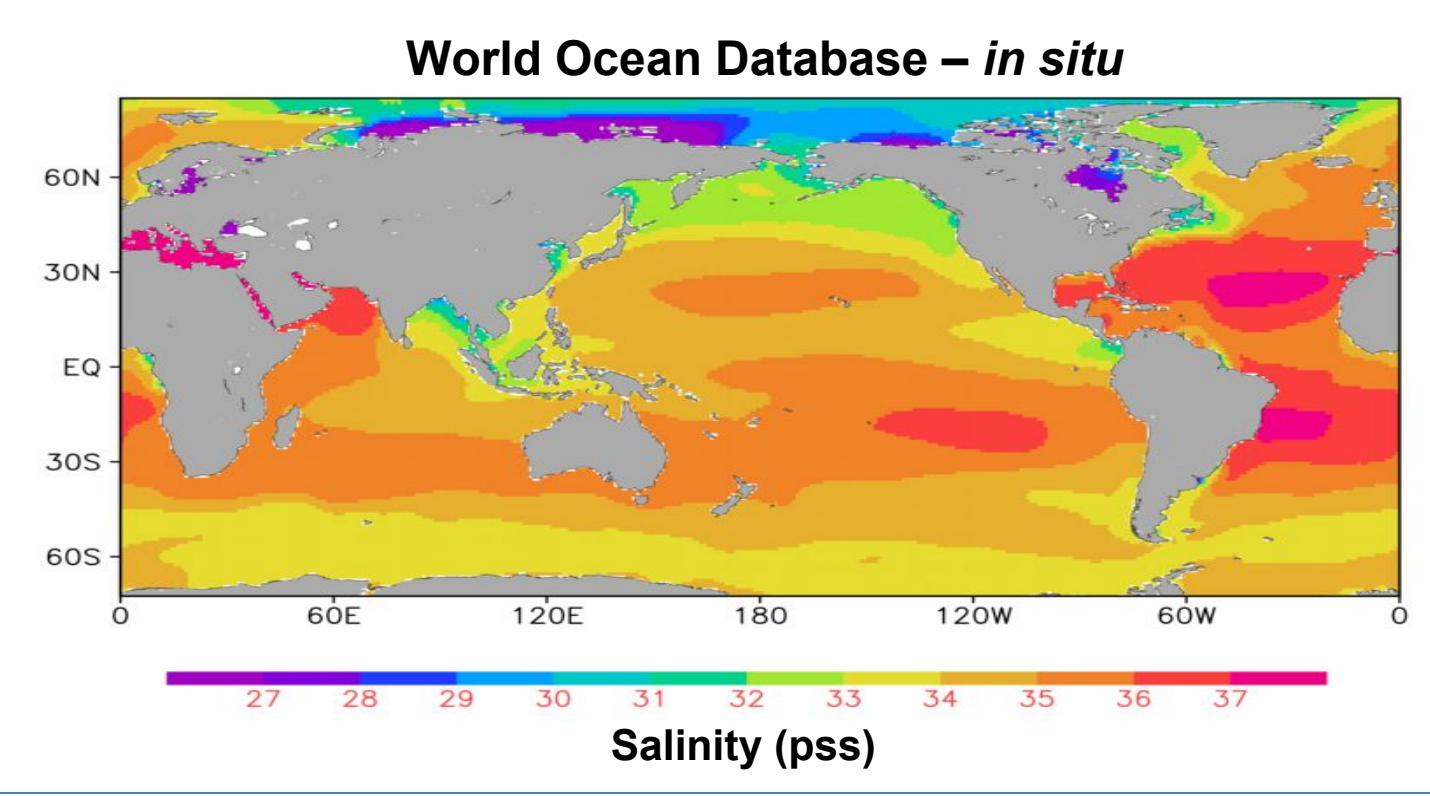 World Ocean Database – in situ
60N
30N
EQ
30S
60S
0 60E 120E 180 120W 60W 0
27 28 29 30 31 32 33 34 35 36 37
Salinity (pss)